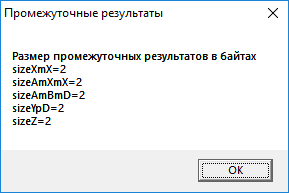 Промежуточные результаты
Размер промежуточных результатов в байтах
sizeXmX=2
sizeAmXmX=2
sizeAmBmD=2
sizeYpD=2
sizeZ=2
OK